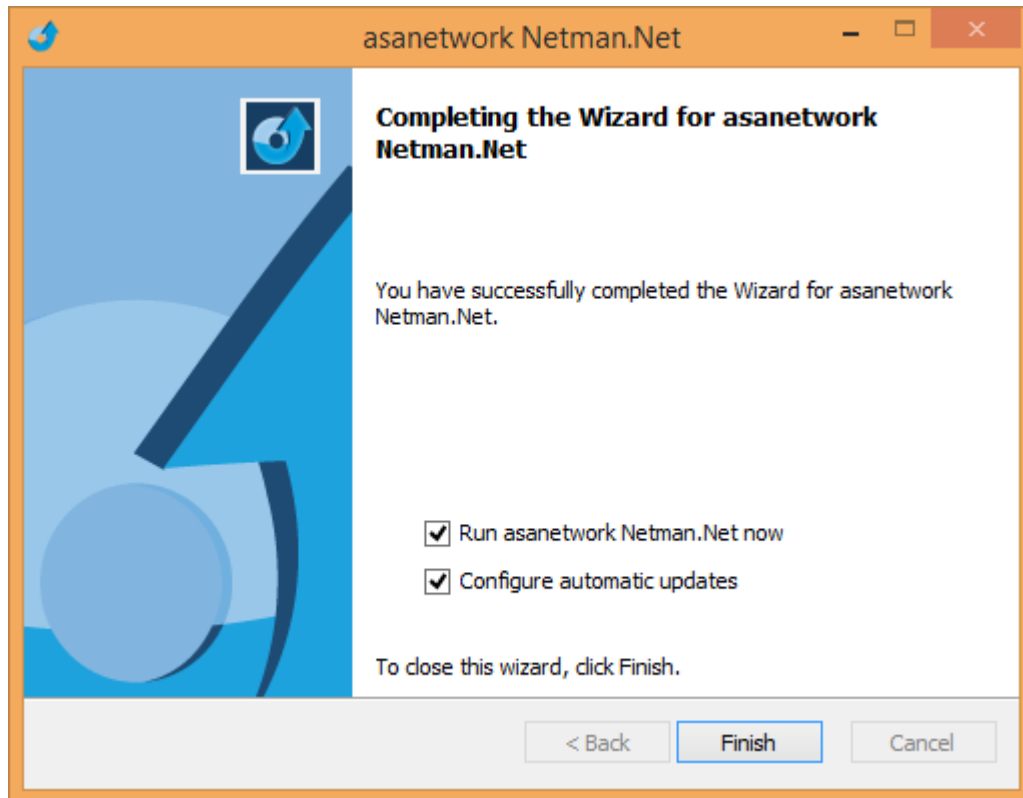 asanetwork Netman.Net
Completing the Wizard for asanetwork
Netman.Net
You have successfully completed the Wizard for asanetwork
Netman.Net.
Run asanetwork Netman.Net now
Configure automatic updates
To close this wizard, click Finish.
< Back Finish Cancel